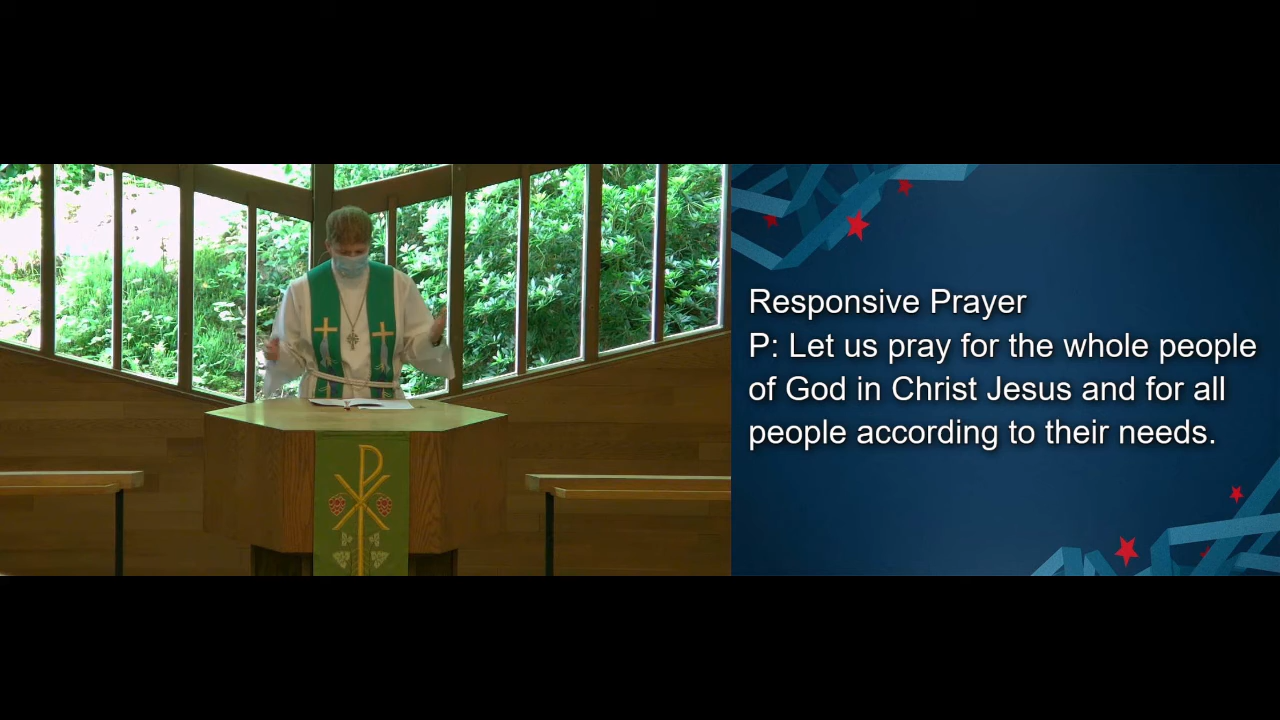 Responsive Prayer
P: Let us pray for the whole people
of God in Christ Jesus and for all
people according to their needs.